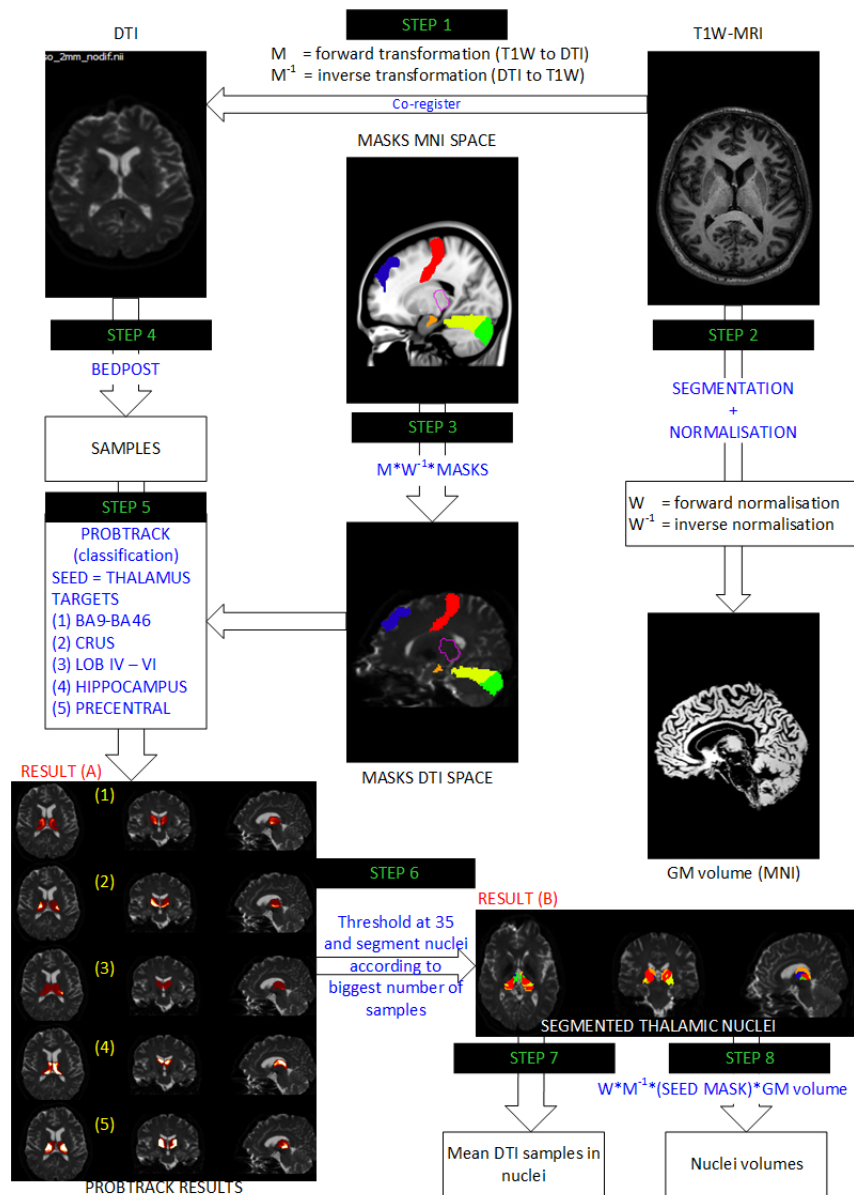 STEP 1
DTI
T1W-MRI
so_2mm_nodif.nii
M = forward transformation (T1W to DTI)
M-1 = inverse transformation (DTI to T1W)
Co-register
MASKS MNI SPACE
STEP 4
STEP 2
BEDPOST
SEGMENTATION
+
NORMALISATION
STEP 3
SAMPLES
M*W-1*MASKS
W = forward normalisation
W-1 = inverse normalisation
STEP 5
PROBTRACK
(classification)
SEED = THALAMUS
TARGETS
(1) BA9-BA46
(2) CRUS
(3) LOB IV – VI
(4) HIPPOCAMPUS
(5) PRECENTRAL
MASKS DTI SPACE
GM volume (MNI)
RESULT (A)
(1)
(2)
(3)
(4)
(5)
PROBTRACK RESULTS
STEP 6
Threshold at 35
and segment nuclei
according to
biggest number of
samples
RESULT (B)
SEGMENTED THALAMIC NUCLEI
STEP 7
STEP 8
W*M-1*(SEED MASK)*GM volume
Mean DTI samples in
nuclei
Nuclei volumes